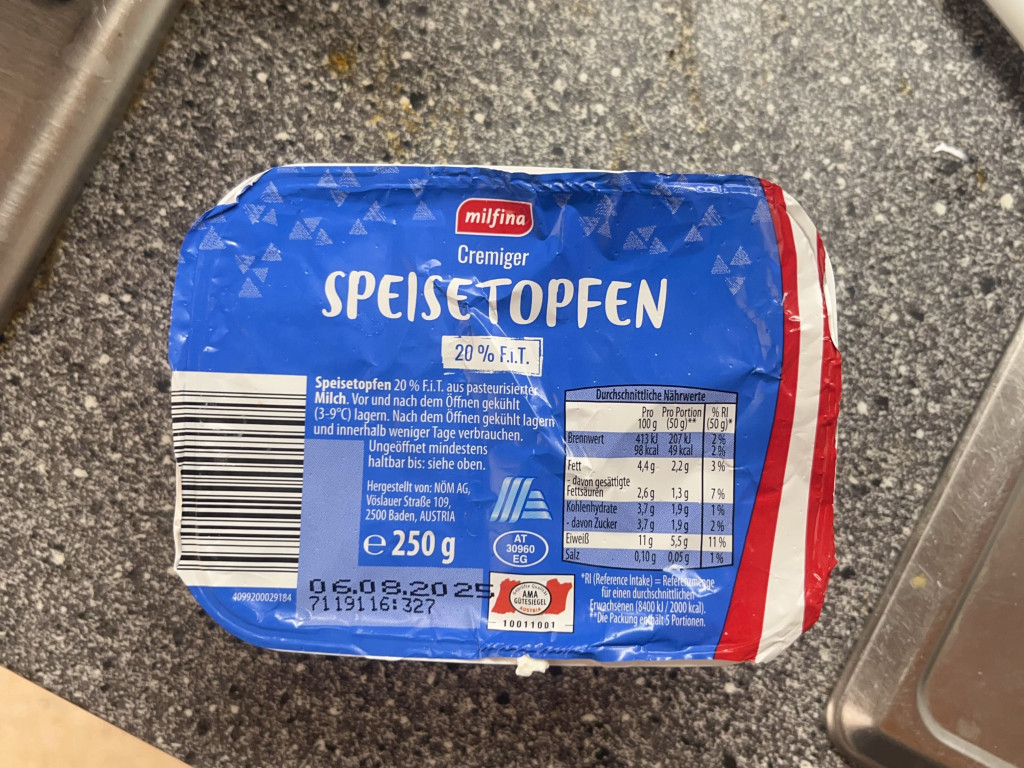 milfina
Cremiger
SPEISETOPFEN
20 % F.i.T.
Speisetopfen 20 % F.i.T. aus pasteurisierter
Milch. Vor und nach dem Öffnen gekühlt
(3-9°C) lagern. Nach dem Öffnen gekühlt lagern
und innerhalb weniger Tage verbrauchen.
Ungeöffnet mindestens
haltbar bis: siehe oben.
Hergestellt von: NÖM AG,
Vöslauer Straße 109,
2500 Baden, AUSTRIA
e 250 g
AT
30960
EG
Durchschnittliche Nährwerte
Pro 100 g Pro Portion (50 g)** % RI (50 g)*
Brennwert 413 kJ 207 kJ 2 %
98 kcal 49 kcal 2 %
Fett 4,4 g 2,2 g 3 %
- davon gesättigte
Fettsäuren 2,6 g 1,3 g 7 %
Kohlenhydrate 3,7 g 1,9 g 1 %
- davon Zucker 3,7 g 1,9 g 2 %
Eiweiß 11 g 5,5 g 11 %
Salz 0,10 g 0,05 g 1 %
*RI (Reference Intake) = Referenzmenge
für einen durchschnittlichen
Erwachsenen (8400 kJ / 2000 kcal).
**Die Packung enthält 5 Portionen.
4099200029184
06.08.2025
7119116:327
AMA
GÜTESIEGEL
AUSTRIA
10011001